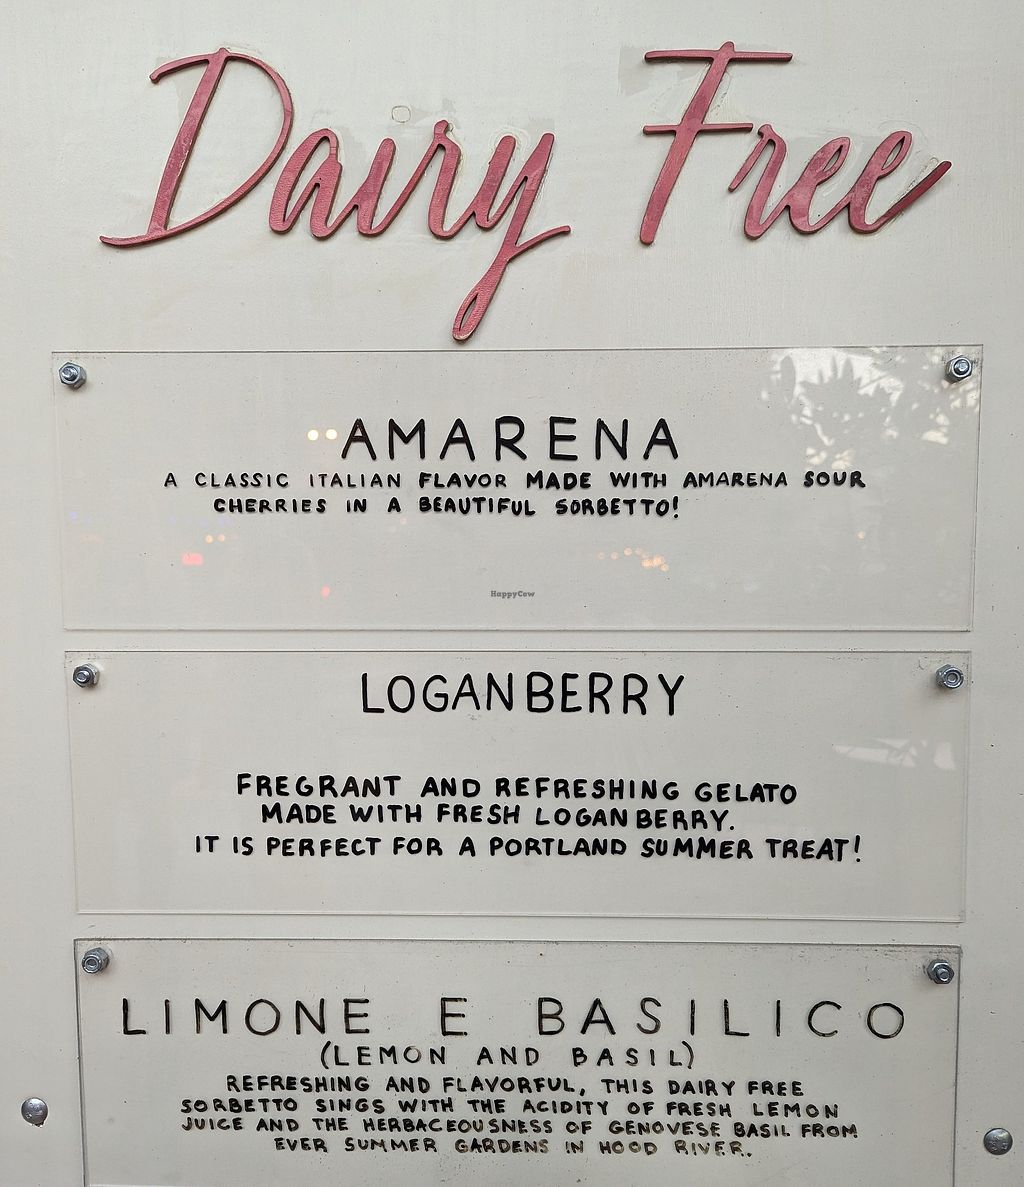 Dairy Free
AMARENA
A CLASSIC ITALIAN FLAVOR MADE WITH AMARENA SOUR
CHERRIES IN A BEAUTIFUL SORBETTO!
HappyCow
LOGANBERRY
FREGRANT AND REFRESHING GELATO
MADE WITH FRESH LOGANBERRY.
IT IS PERFECT FOR A PORTLAND SUMMER TREAT!
LIMONE E BASILICO
(LEMON AND BASIL)
REFRESHING AND FLAVORFUL, THIS DAIRY FREE
SORBETTO SINGS WITH THE ACIDITY OF FRESH LEMON
JUICE AND THE HERBACEOUSNESS OF GENOVESE BASIL FROM
EVER SUMMER GARDENS IN HOOD RIVER.